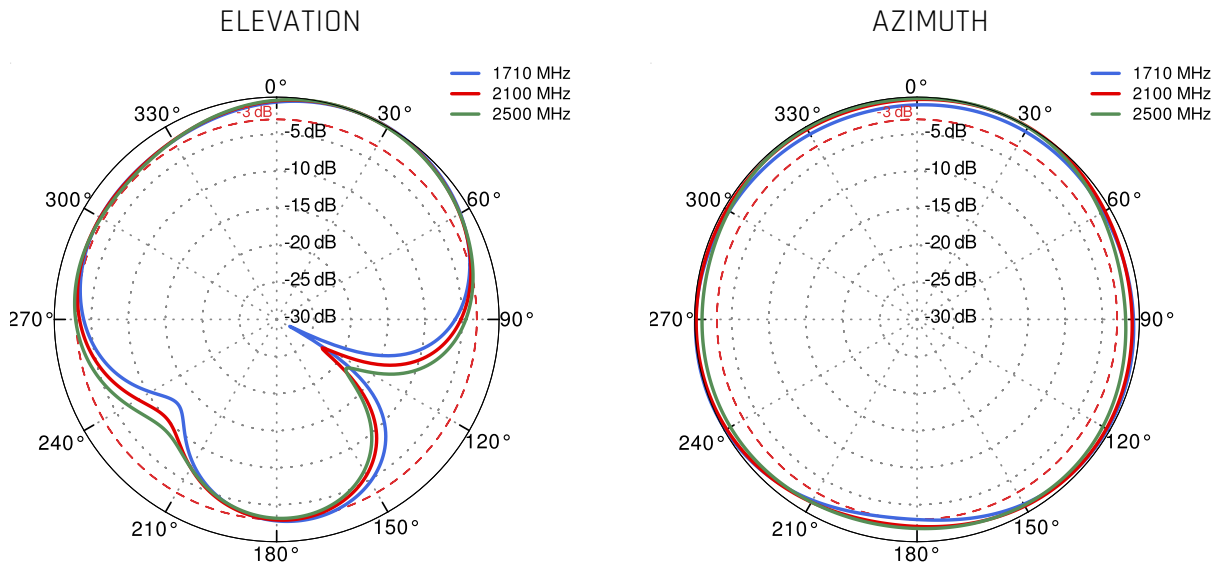 ELEVATION
1710 MHz
2100 MHz
2500 MHz
0°
-3 dB
330°
30°
-5 dB
-10 dB
300°
60°
-15 dB
-20 dB
-25 dB
-30 dB
270°
90°
240°
120°
210°
150°
180°
AZIMUTH
1710 MHz
2100 MHz
2500 MHz
0°
-3 dB
330°
30°
-5 dB
-10 dB
300°
60°
-15 dB
-20 dB
-25 dB
-30 dB
270°
90°
240°
120°
210°
150°
180°